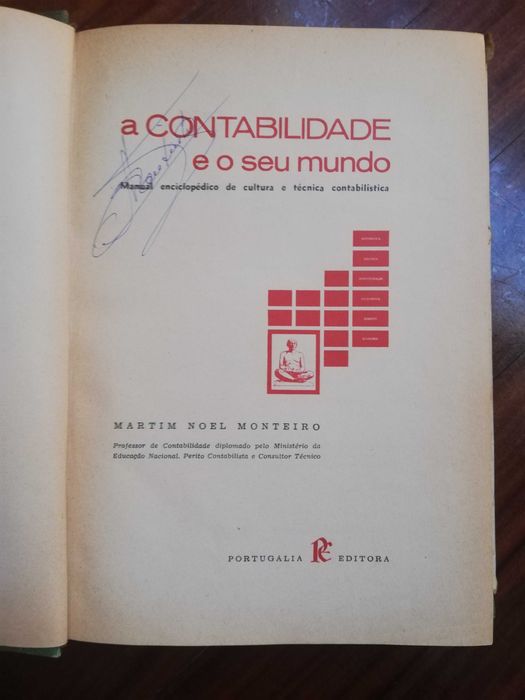 a CONTABILIDADE
e o seu mundo
Manual enciclopédico de cultura e técnica contabilística
MARTIM NOEL MONTEIRO
Professor de Contabilidade diplomado pelo Ministério da
Educação Nacional. Perito Contabilista e Consultor Técnico
PORTUGALIA PE EDITORA